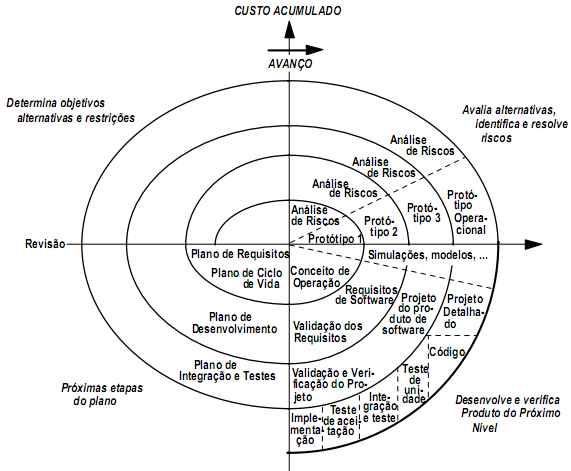 CUSTO ACUMULADO
AVANÇO
Determina objetivos
alternativas e restrições
Avalia alternativas,
identifica e resolve
riscos
Análise
de Riscos
Análise
de Riscos
Análise
de Riscos
Análise
de Riscos
Protótipo 1
Protó-
tipo 2
Protó-
tipo 3
Protó-
tipo
Opera-
cional
Revisão
Plano de Requisitos
Plano de Ciclo
de Vida
Conceito de
Operação
Simulações, modelos, ...
Requisitos
de Software
Projeto
do pro-
duto de
software
Projeto
Detalha-
do
Plano de
Desenvolvimento
Validação dos
Requisitos
Código
Plano de
Integração e Testes
Validação e Veri-
ficação do Pro-
jeto
Teste
de uni-
dade
Inte-
gração
e teste
Teste
de acei-
tação
Imple-
menta-
ção
Próximas etapas
do plano
Desenvolve e verifica
Produto do Próximo
Nível